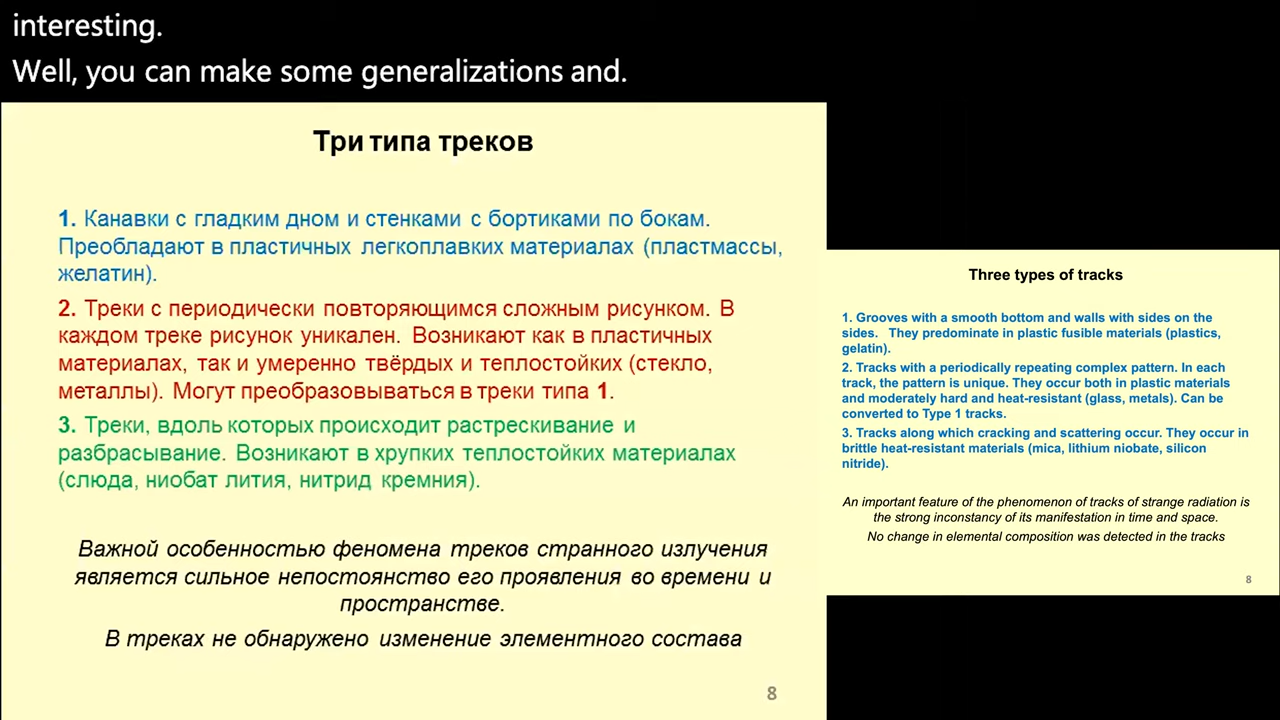 interesting.
Well, you can make some generalizations and.
Три типа треков
1. Канавки с гладким дном и стенками с бортиками по бокам.
Преобладают в пластичных легкоплавких материалах (пластмассы,
желатин).
2. Треки с периодически повторяющимся сложным рисунком. В
каждом треке рисунок уникален. Возникают как в пластичных
материалах, так и умеренно твёрдых и теплостойких (стекло,
металлы). Могут преобразовываться в треки типа 1.
3. Треки, вдоль которых происходит растрескивание и
разбрасывание. Возникают в хрупких теплостойких материалах
(слюда, ниобат лития, нитрид кремния).
Важной особенностью феномена треков странного излучения
является сильное непостоянство его проявления во времени и
пространстве.
В треках не обнаружено изменение элементного состава
8
Three types of tracks
1. Grooves with a smooth bottom and walls with sides on the
sides. They predominate in plastic fusible materials (plastics,
gelatin).
2. Tracks with a periodically repeating complex pattern. In each
track, the pattern is unique. They occur both in plastic materials
and moderately hard and heat-resistant (glass, metals). Can be
converted to Type 1 tracks.
3. Tracks along which cracking and scattering occur. They occur in
brittle heat-resistant materials (mica, lithium niobate, silicon
nitride).
An important feature of the phenomenon of tracks of strange radiation is
the strong inconstancy of its manifestation in time and space.
No change in elemental composition was detected in the tracks
8